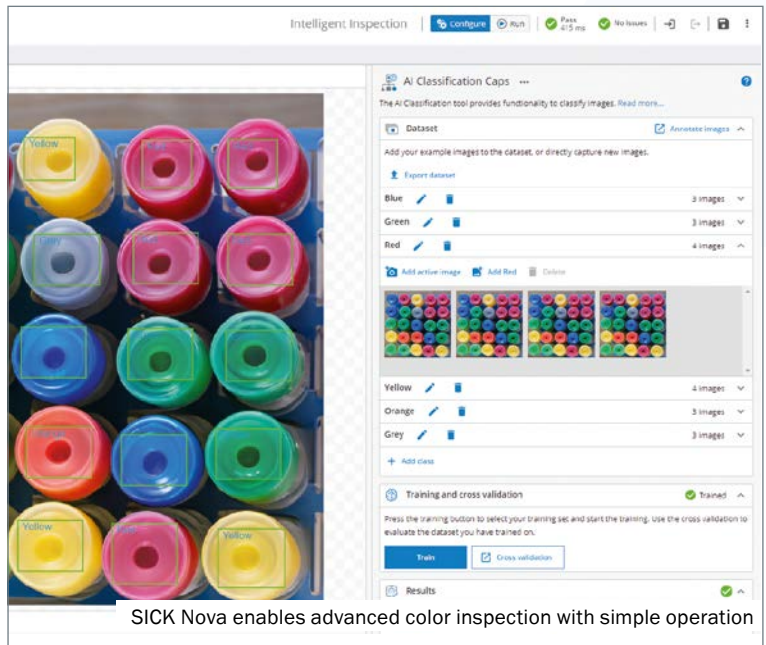 Intelligent Inspection
Configure
Run
Pass
415 ms
No Issues
AI Classification Caps
The AI Classification tool provides functionality to classify images. Read more...
Dataset
Annotate images
Add your example images to the dataset, or directly capture new images.
Export dataset
Blue
3 images
Green
3 images
Red
4 images
Add active image
Add Red
Delete
Yellow
4 images
Orange
3 images
Grey
3 images
+ Add class
Training and cross validation
Trained
Press the training button to select your training set and start the training. Use the cross validation to
evaluate the dataset you have trained on.
Train
Cross validation
Results
Yellow
Grey
Yellow
Yellow
SICK Nova enables advanced color inspection with simple operation